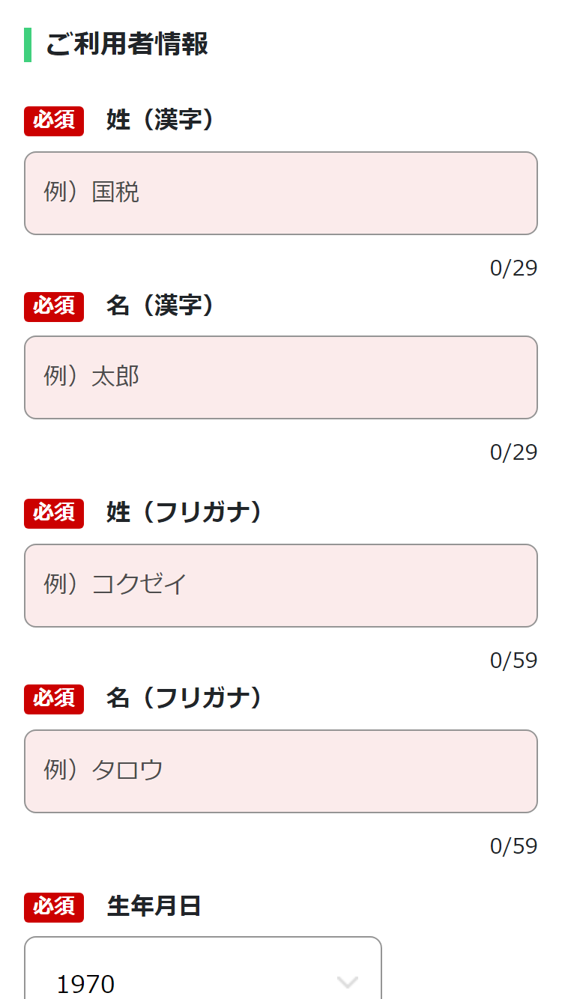 ご利用者情報
必須 姓（漢字）
例）国税
0/29
必須 名（漢字）
例）太郎
0/29
必須 姓（フリガナ）
例）コクゼイ
0/59
必須 名（フリガナ）
例）タロウ
0/59
必須 生年月日
1970